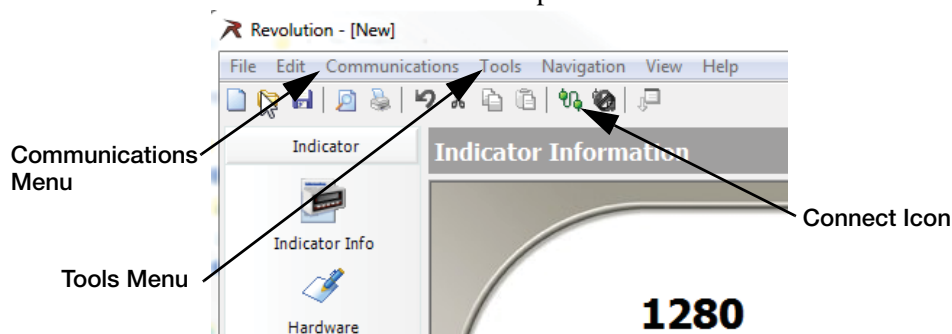 Revolution - [New]
File Edit Communications Tools Navigation View Help
Indicator
Indicator Information
Communications
Menu
Indicator Info
Connect Icon
Tools Menu
Hardware
1280